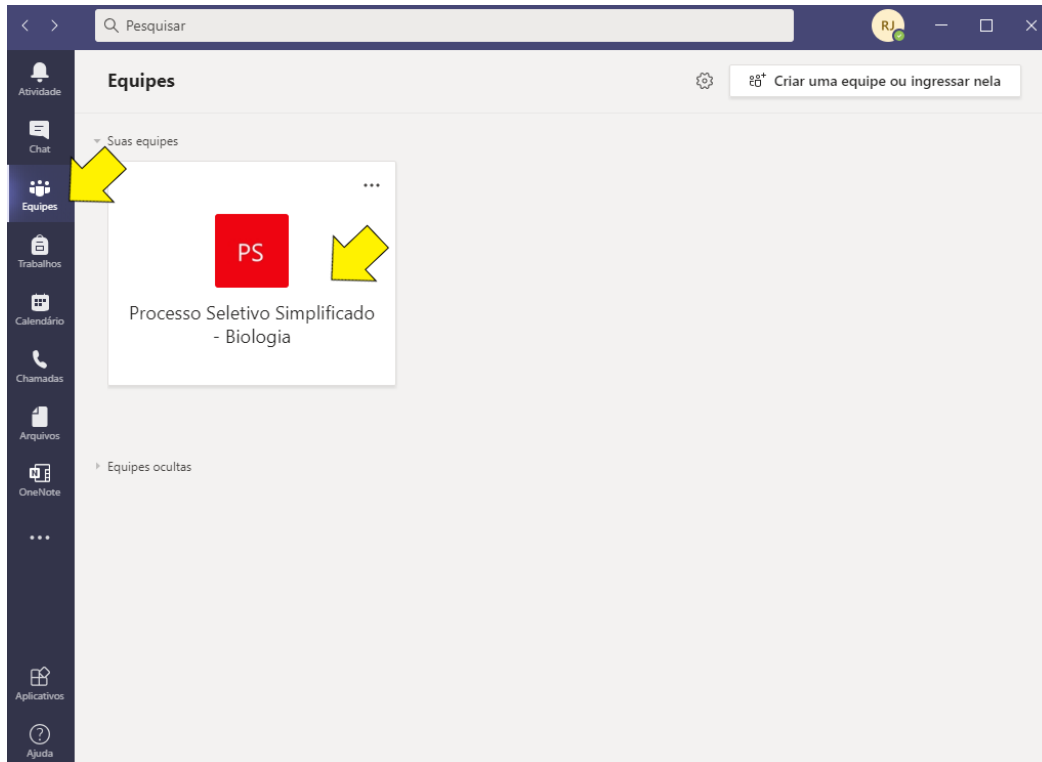 Pesquisar
RJ
Atividade
Chat
Equipes
Trabalhos
Calendário
Chamadas
Arquivos
OneNote
Aplicativos
Ajuda
Equipes
Criar uma equipe ou ingressar nela
Suas equipes
PS
Processo Seletivo Simplificado
- Biologia
Equipes ocultas